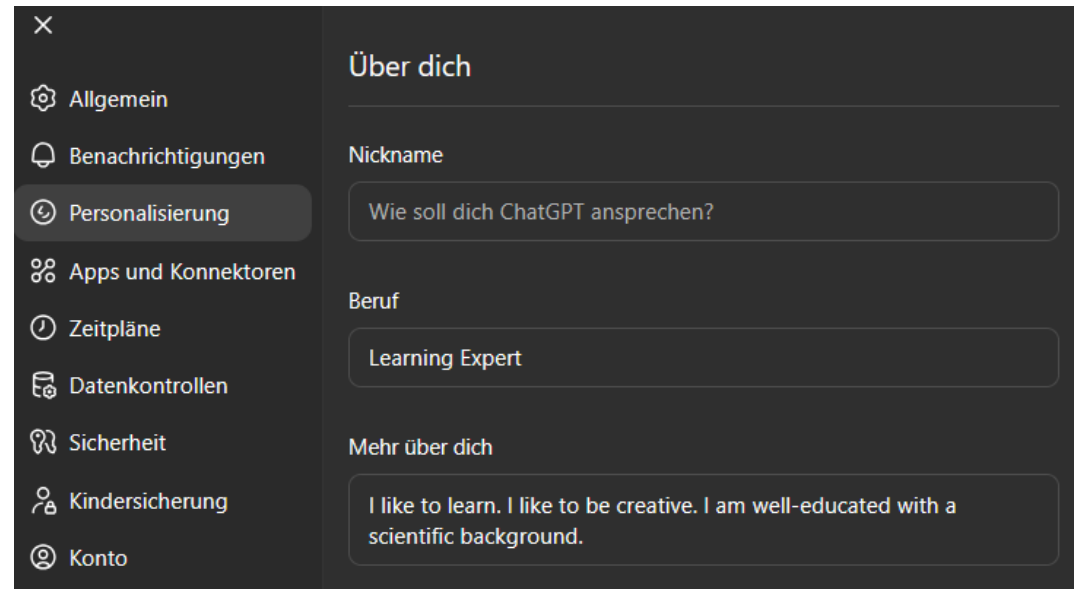 Allgemein
Benachrichtigungen
Personalisierung
Apps und Konnektoren
Zeitpläne
Datenkontrollen
Sicherheit
Kindersicherung
Konto
Über dich
Nickname
Wie soll dich ChatGPT ansprechen?
Beruf
Learning Expert
Mehr über dich
I like to learn. I like to be creative. I am well-educated with a
scientific background.